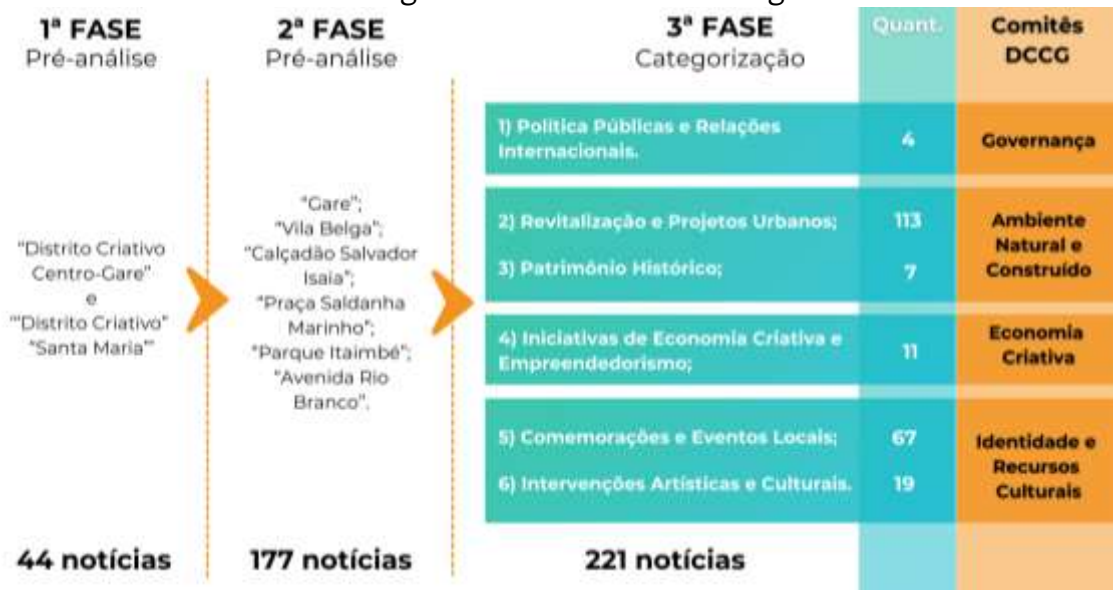 1ª FASE
Pré-análise
2ª FASE
Pré-análise
3ª FASE
Categorização
Quant.
Comitês
DCCG
"Distrito Criativo
Centro-Gare"
e
"“Distrito Criativo”
“Santa Maria”"
"Gare";
"Vila Belga";
"Calçadão Salvador
Isaia";
"Praça Saldanha
Marinho";
"Parque Itaimbé";
"Avenida Rio
Branco".
1) Política Públicas e Relações
Internacionais.
4
Governança
2) Revitalização e Projetos Urbanos;
113
3) Patrimônio Histórico;
7
Ambiente
Natural e
Construído
4) Iniciativas de Economia Criativa e
Empreendedorismo;
11
Economia
Criativa
5) Comemorações e Eventos Locais;
67
6) Intervenções Artísticas e Culturais.
19
Identidade e
Recursos
Culturais
44 notícias
177 notícias
221 notícias